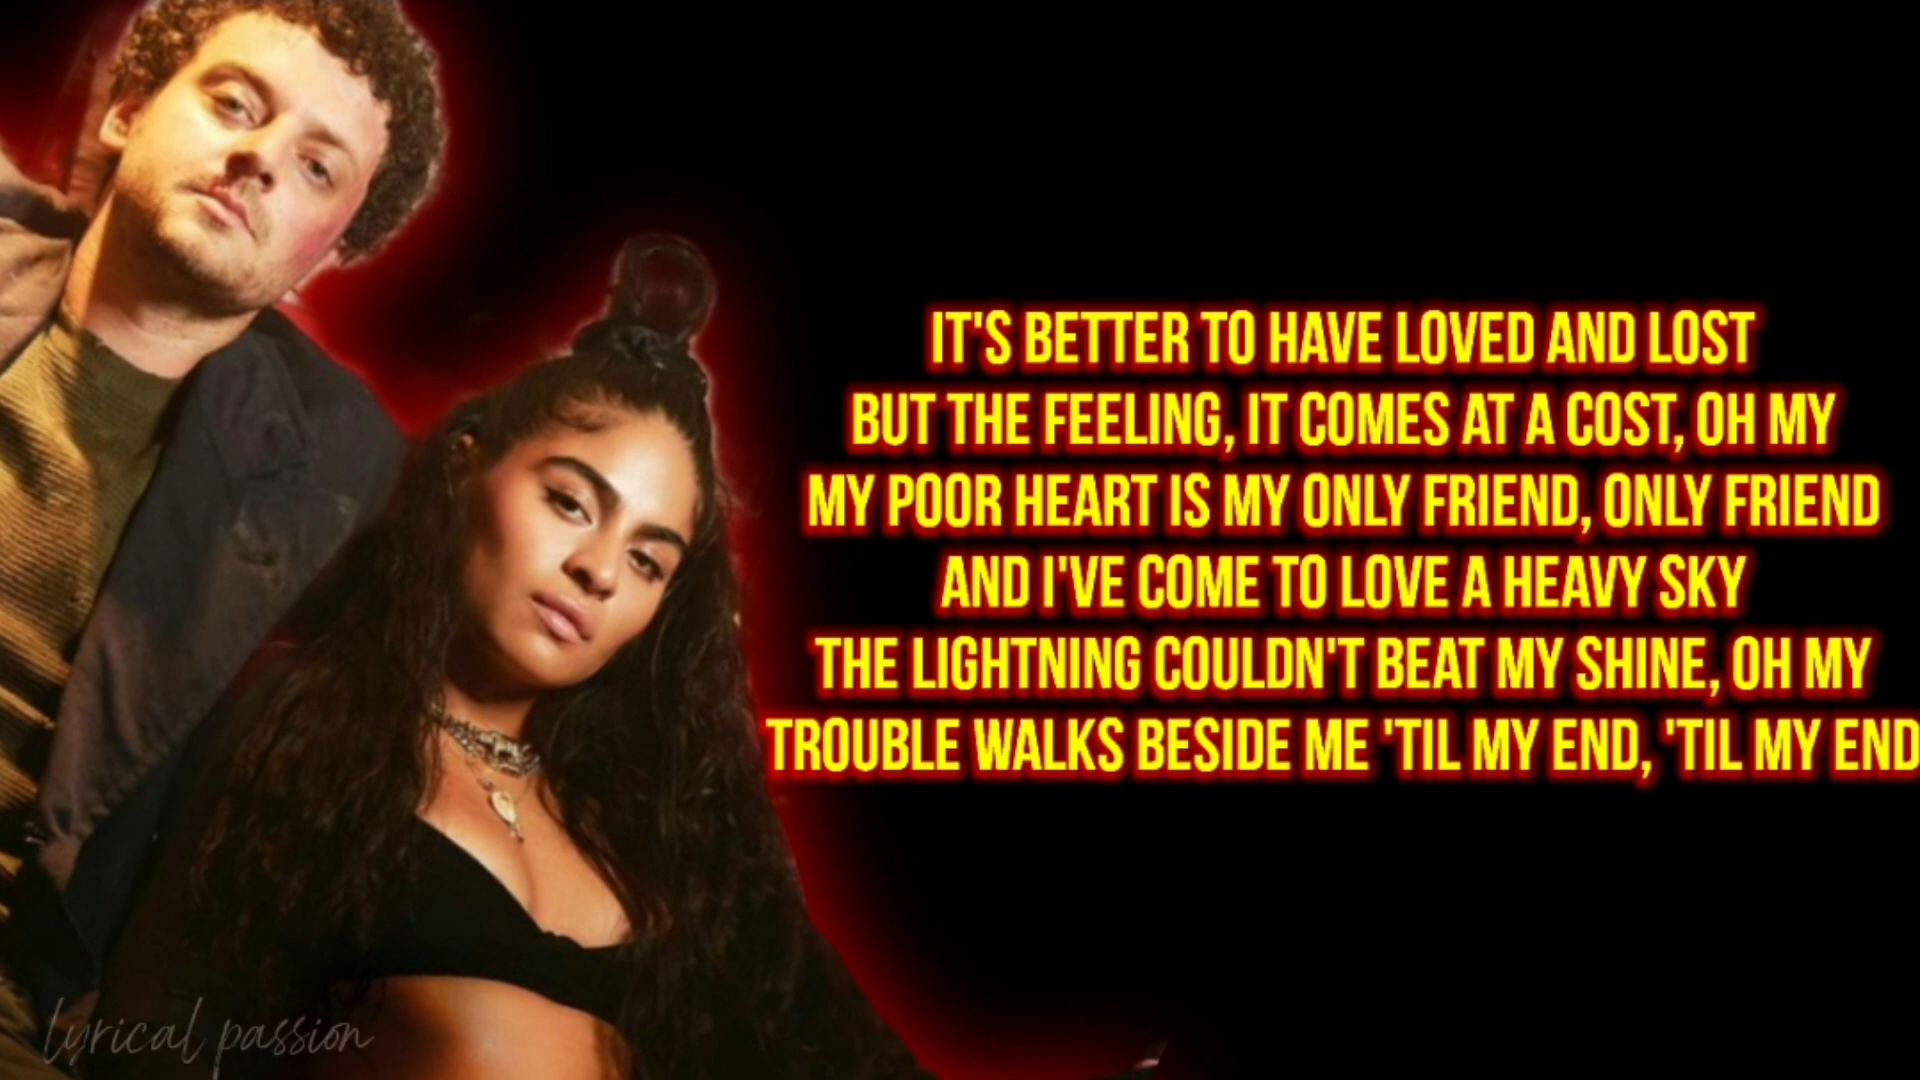 IT'S BETTER TO HAVE LOVED AND LOST
BUT THE FEELING, IT COMES AT A COST, OH MY
MY POOR HEART IS MY ONLY FRIEND, ONLY FRIEND
AND I'VE COME TO LOVE A HEAVY SKY
THE LIGHTNING COULDN'T BEAT MY SHINE, OH MY
TROUBLE WALKS BESIDE ME 'TIL MY END, 'TIL MY END
lyrical passion